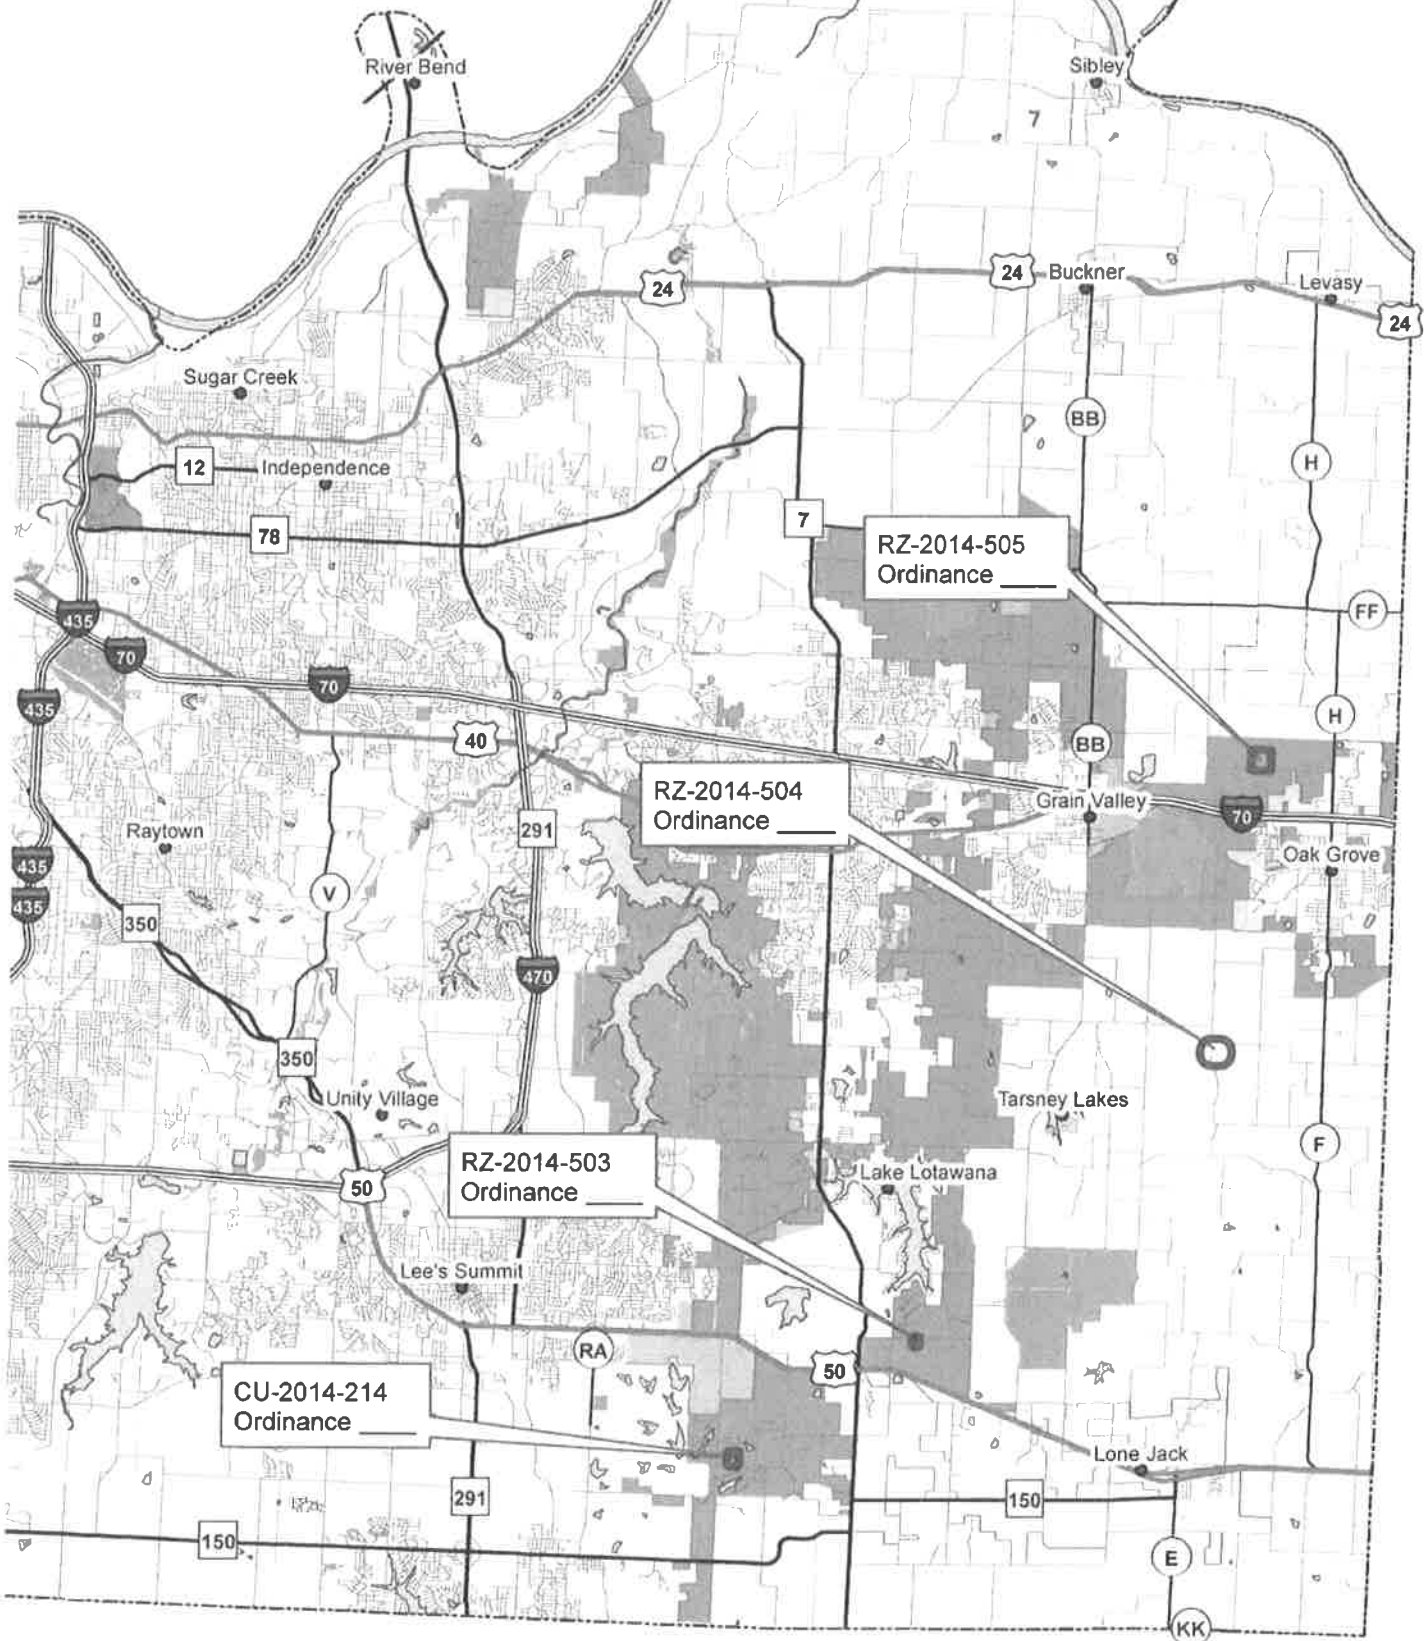 River Bend
Sibley
7
24
24
Buckner
Levasy
24
Sugar Creek
BB
12
Independence
H
7
78
RZ-2014-505
Ordinance ____
FF
435
70
70
435
H
40
BB
RZ-2014-504
Ordinance ____
Grain Valley
70
291
Raytown
Oak Grove
435
435
V
350
470
350
Unity Village
Tarsney Lakes
F
RZ-2014-503
Ordinance ____
Lake Lotawana
50
Lee's Summit
RA
50
CU-2014-214
Ordinance ____
Lone Jack
291
150
150
E
KK